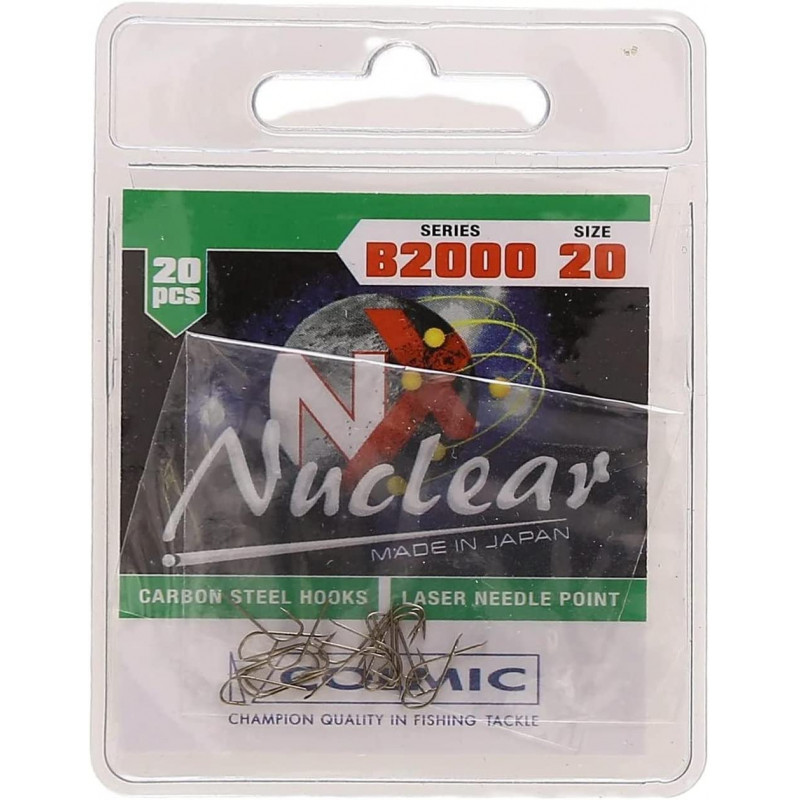 SERIES SIZE
B2000 20
20
pcs
NX
Nuclear
MADE IN JAPAN
CARBON STEEL HOOKS LASER NEEDLE POINT
COLMIC
CHAMPION QUALITY IN FISHING TACKLE